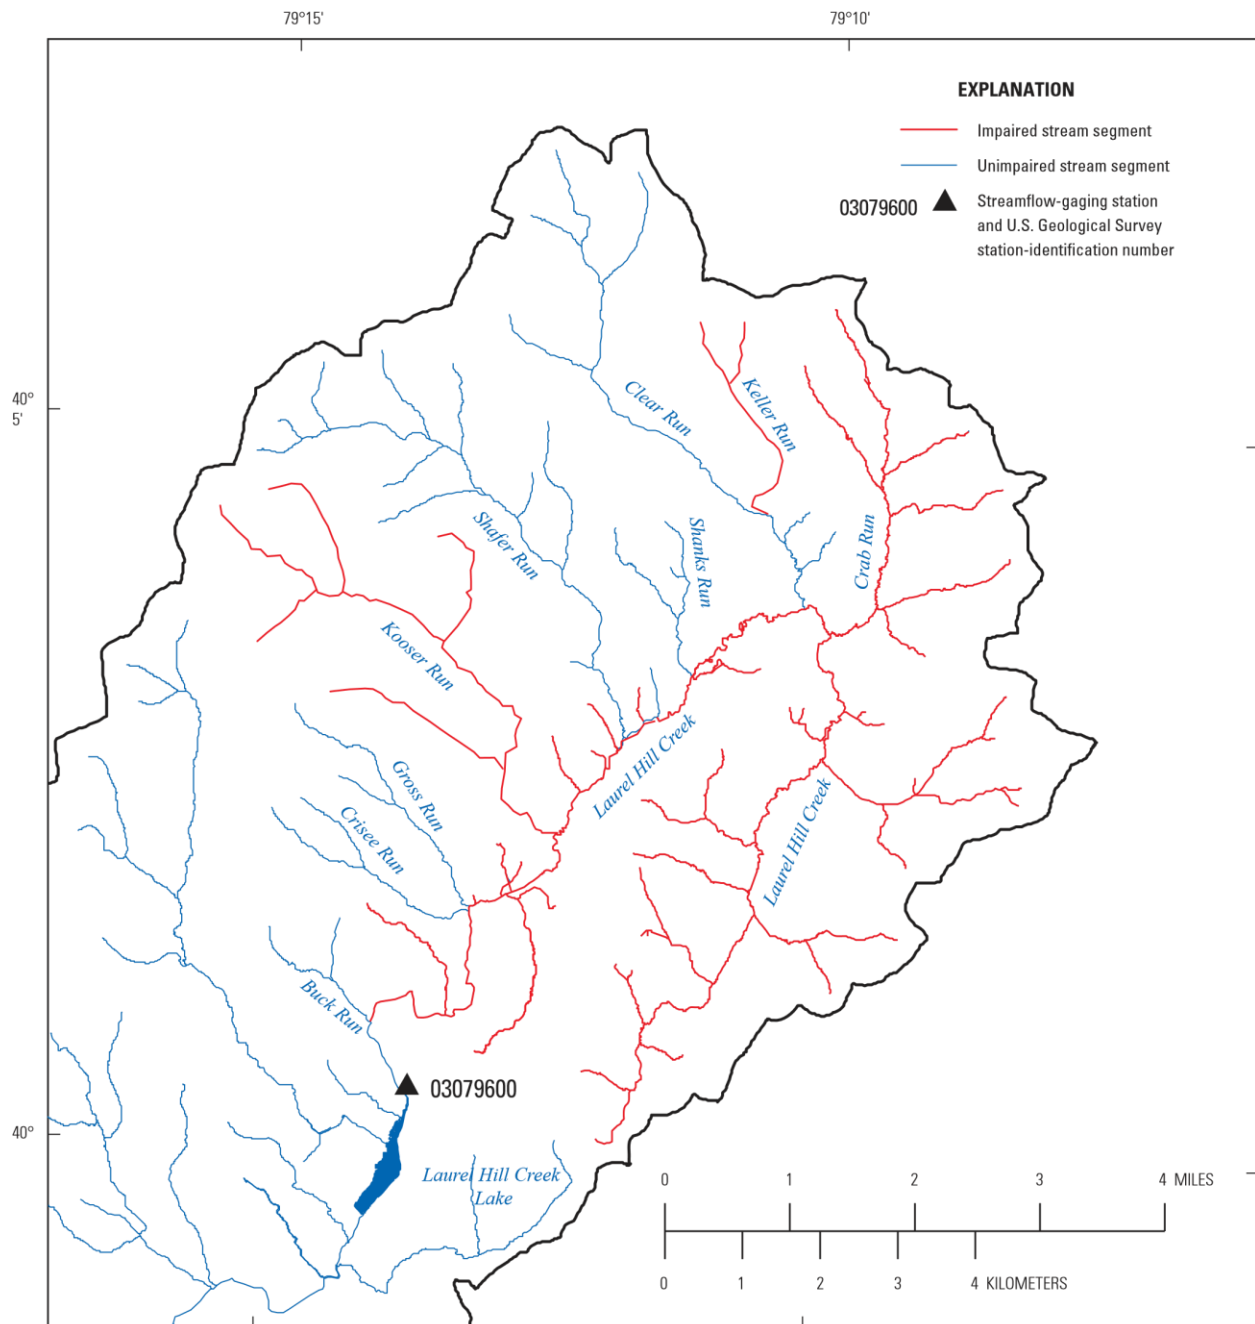 79°15'
79°10'
EXPLANATION
Impaired stream segment
Unimpaired stream segment
03079600
Streamflow-gaging station
and U.S. Geological Survey
station-identification number
40°
5'
Clear Run
Keller Run
Shafer Run
Shanks Run
Crab Run
Kooser Run
Laurel Hill Creek
Gross Run
Crisee Run
Laurel Hill Creek
Buck Run
03079600
40°
Laurel Hill Creek
Lake
0 1 2 3 4 MILES
0 1 2 3 4 KILOMETERS